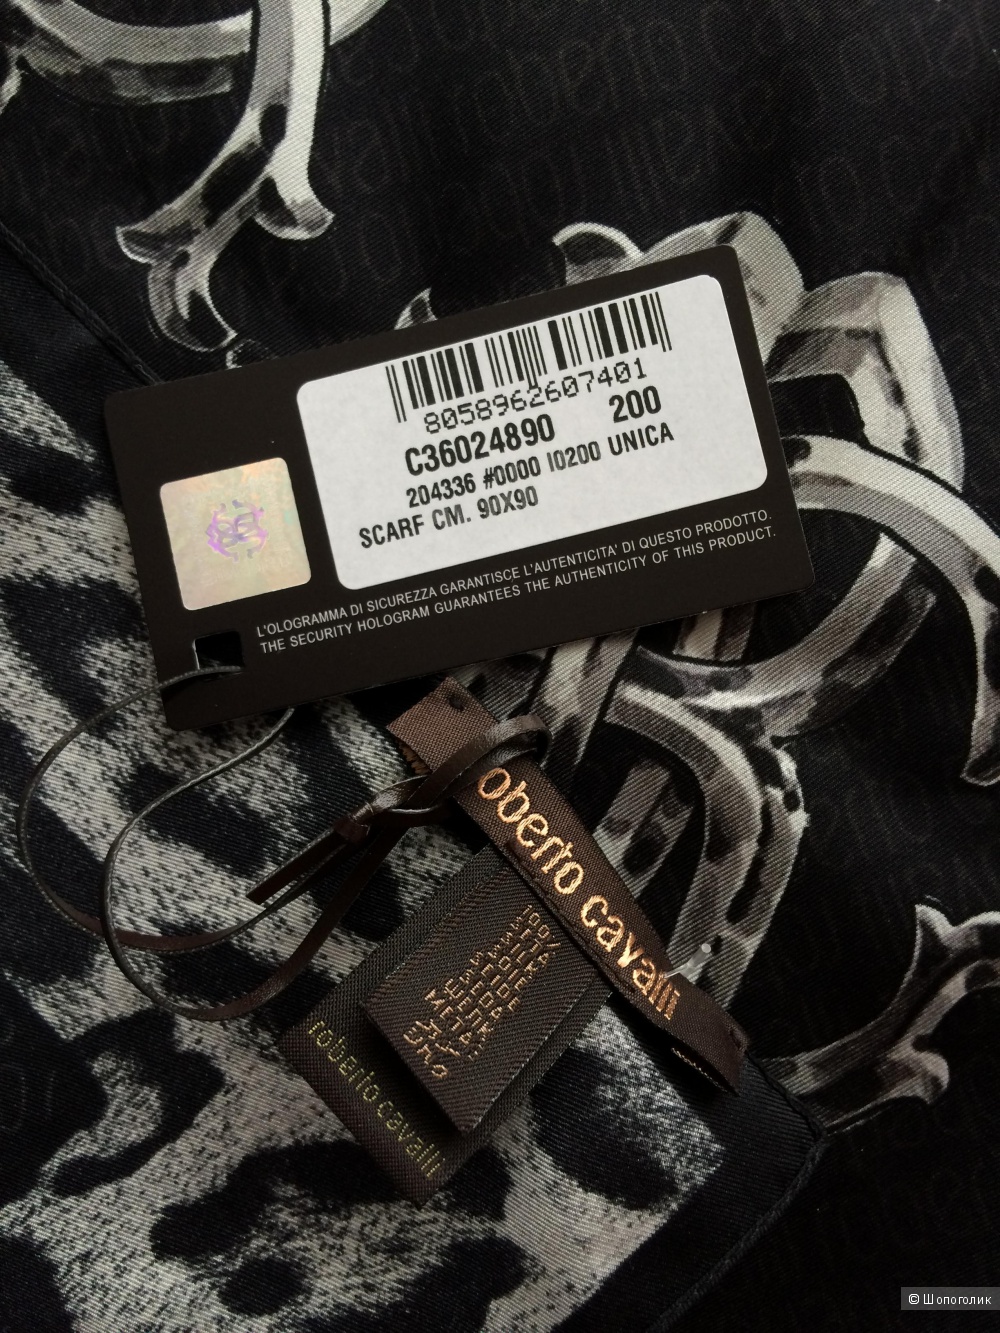 8058962607401
C36024890 200
204336 #0000 I0200 UNICA
SCARF CM. 90X90
L'OLOGRAMMA DI SICUREZZA GARANTISCE L'AUTENTICITA' DI QUESTO PRODOTTO.
THE SECURITY HOLOGRAM GUARANTEES THE AUTHENTICITY OF THIS PRODUCT.
oberto cavalli
roberto cavalli
© Шопоголик